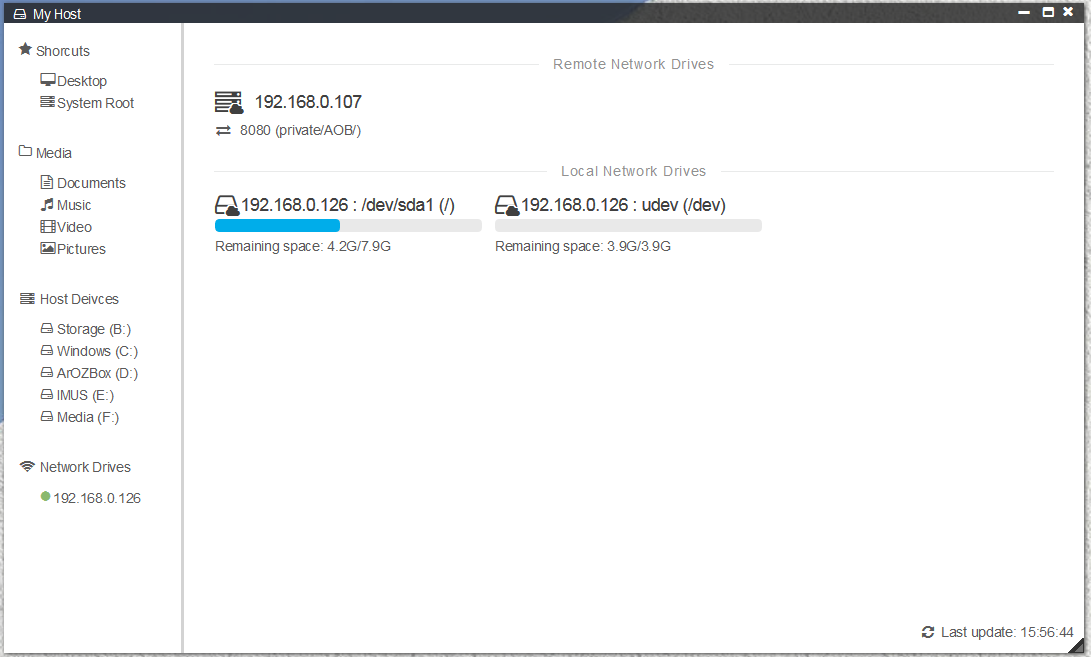 My Host
Shorcuts
Desktop
System Root
Media
Documents
Music
Video
Pictures
Host Deivces
Storage (B:)
Windows (C:)
ArOZBox (D:)
IMUS (E:)
Media (F:)
Network Drives
192.168.0.126
Remote Network Drives
192.168.0.107
8080 (private/AOB/)
Local Network Drives
192.168.0.126 : /dev/sda1 (/)
Remaining space: 4.2G/7.9G
192.168.0.126 : udev (/dev)
Remaining space: 3.9G/3.9G
Last update: 15:56:44